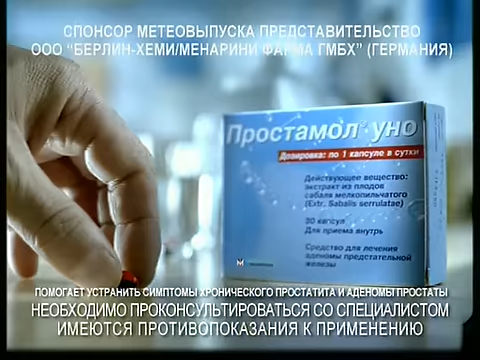 СПОНСОР МЕТЕОВЫПУСКА ПРЕДСТАВИТЕЛЬСТВО
ООО “БЕРЛИН-ХЕМИ/МЕНАРИНИ ФАРМА ГМБХ” (ГЕРМАНИЯ)
Простамол® уно
Дозировка: по 1 капсуле в сутки
Действующее вещество:
экстракт из плодов
сабаля мелкопильчатого
(Extr. Sabalis serrulatae)
30 капсул
Для приема внутрь
Средство для лечения
аденомы предстательной
железы
ПОМОГАЕТ УСТРАНИТЬ СИМПТОМЫ ХРОНИЧЕСКОГО ПРОСТАТИТА И АДЕНОМЫ ПРОСТАТЫ
НЕОБХОДИМО ПРОКОНСУЛЬТИРОВАТЬСЯ СО СПЕЦИАЛИСТОМ
ИМЕЮТСЯ ПРОТИВОПОКАЗАНИЯ К ПРИМЕНЕНИЮ